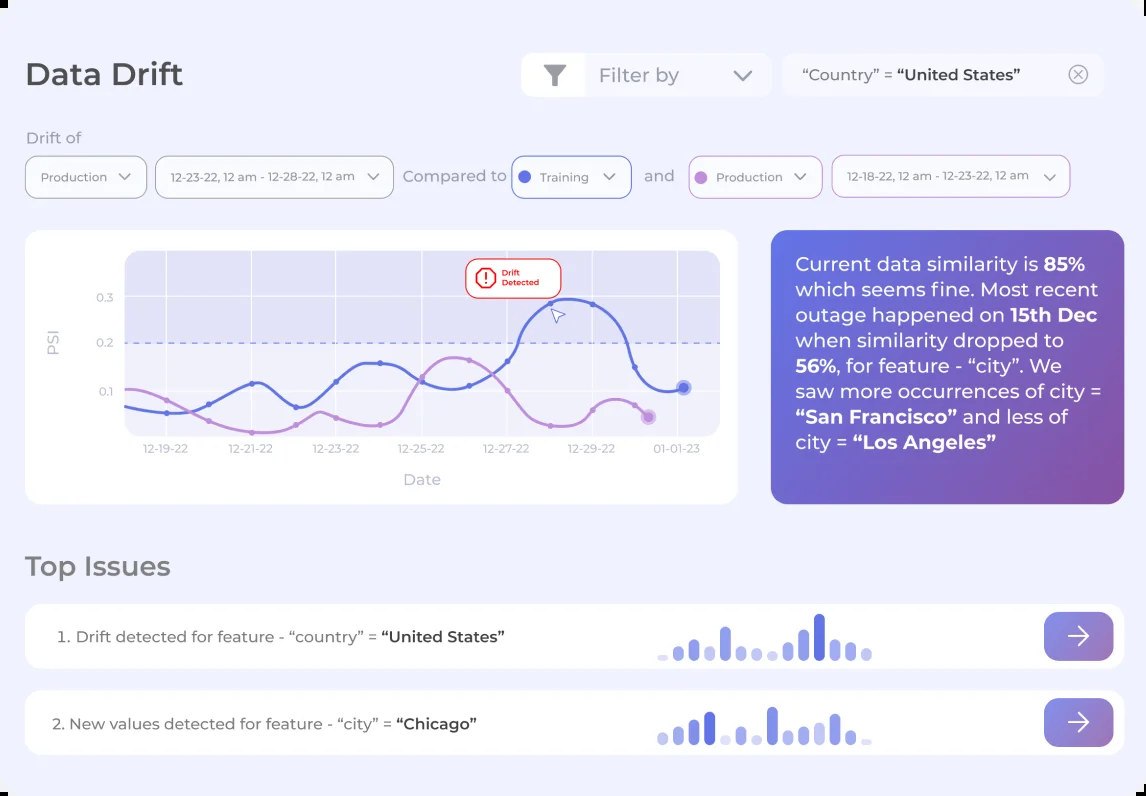 Data Drift
Filter by
“Country” = “United States”
Drift of
Production
12-23-22, 12 am - 12-28-22, 12 am
Compared to
Training
and
Production
12-18-22, 12 am - 12-23-22, 12 am
PSI
0.3
0.2
0.1
Drift
Detected
12-19-22
12-21-22
12-23-22
12-25-22
12-27-22
12-29-22
01-01-23
Date
Current data similarity is 85%
which seems fine. Most recent
outage happened on 15th Dec
when similarity dropped to
56%, for feature - “city”. We
saw more occurrences of city =
“San Francisco” and less of
city = “Los Angeles”
Top Issues
1. Drift detected for feature - “country” = “United States”
2. New values detected for feature - “city” = “Chicago”